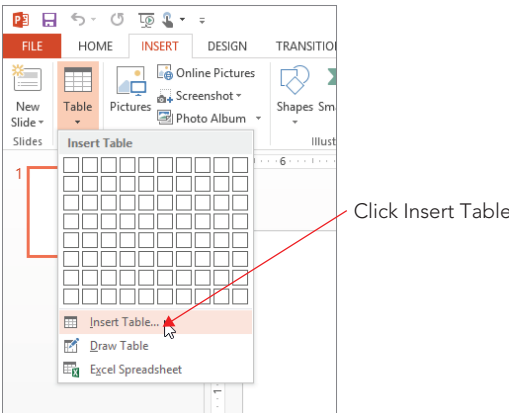 FILE HOME INSERT DESIGN TRANSITIO
New Slide
Table
Pictures
Online Pictures
Screenshot
Photo Album
Shapes
Slides
Illust
Insert Table
6
1
Click Insert Table
Insert Table...
Draw Table
Excel Spreadsheet
1